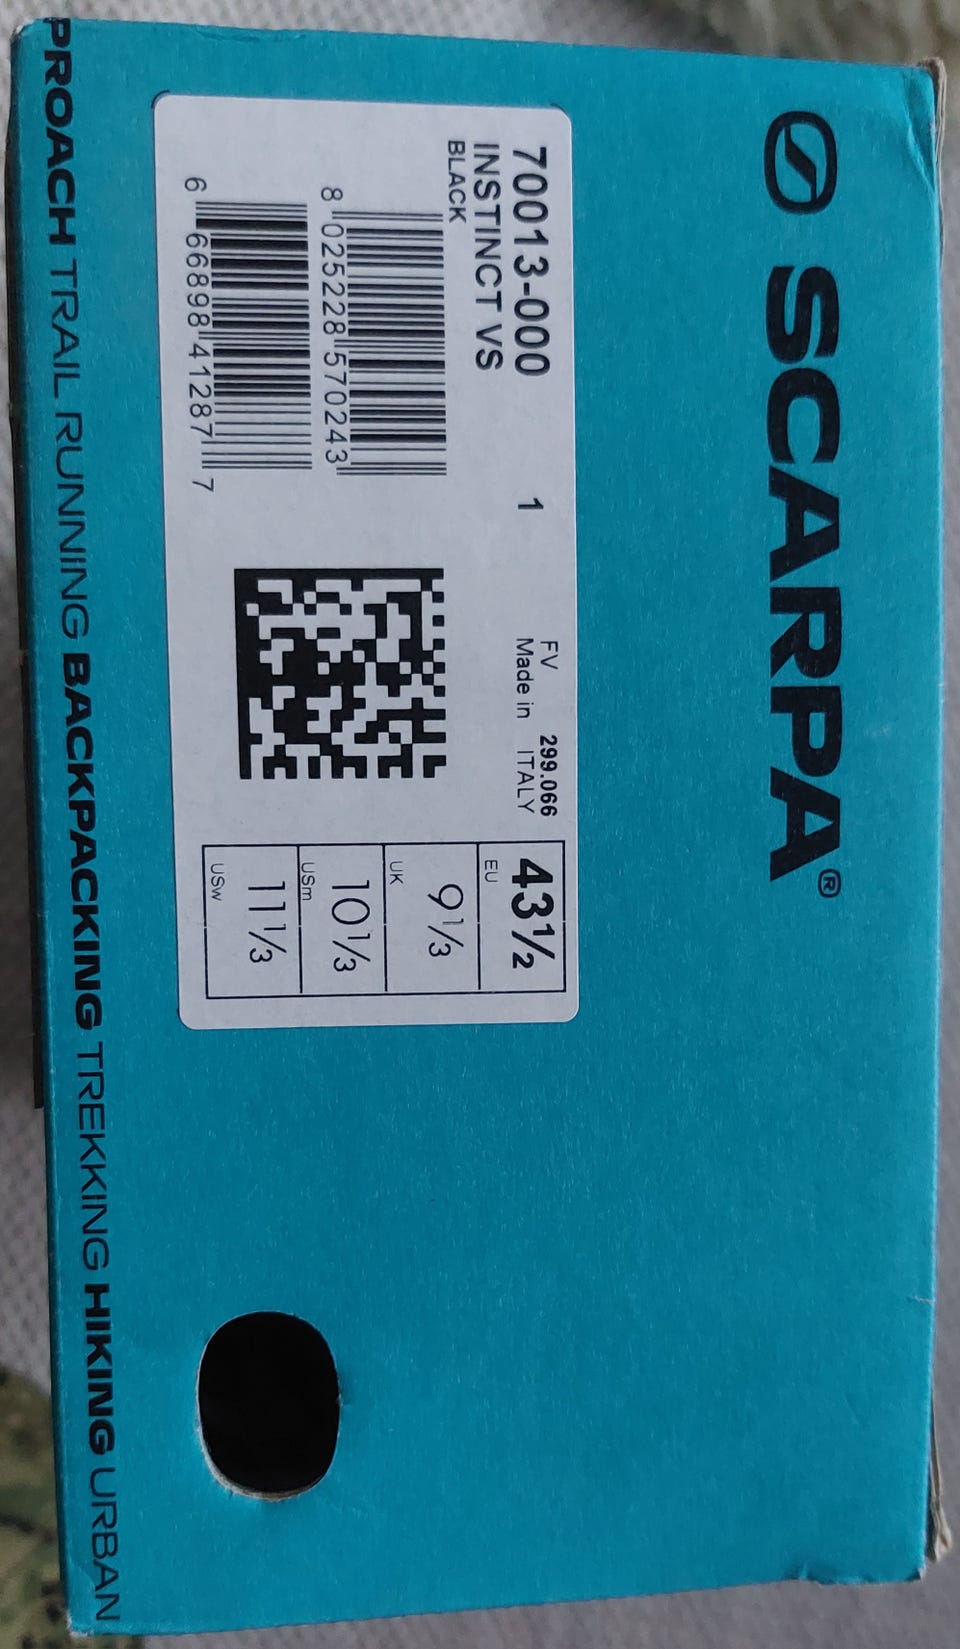 SCARPA®
70013-000 1
INSTINCT VS
BLACK
FV 299.066
Made in ITALY
8 025228 570243
6 66898 41287 7
43½
EU
9⅓
UK
10⅓
USm
11⅓
USw
PROACH TRAIL RUNNING BACKPACKING TREKKING HIKING URBAN